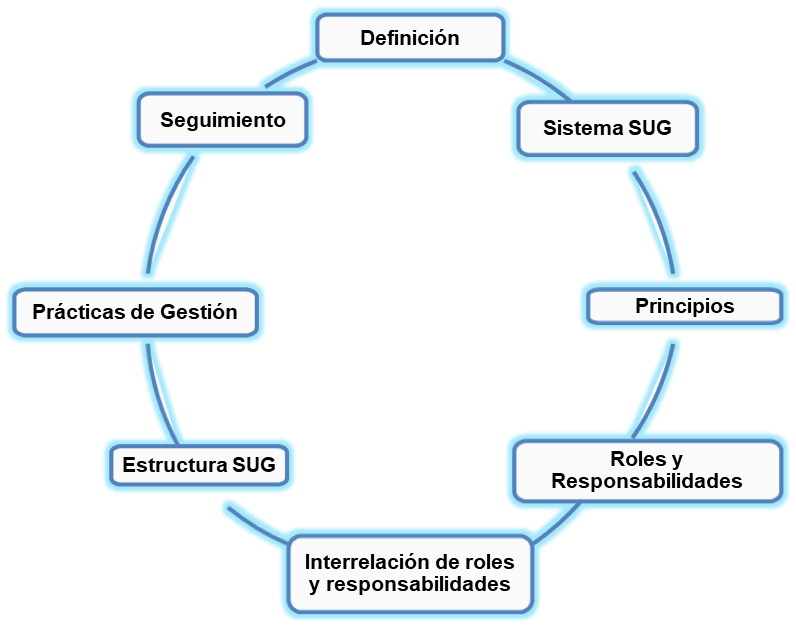 Definición
Sistema SUG
Principios
Roles y
Responsabilidades
Interrelación de roles
y responsabilidades
Estructura SUG
Prácticas de Gestión
Seguimiento